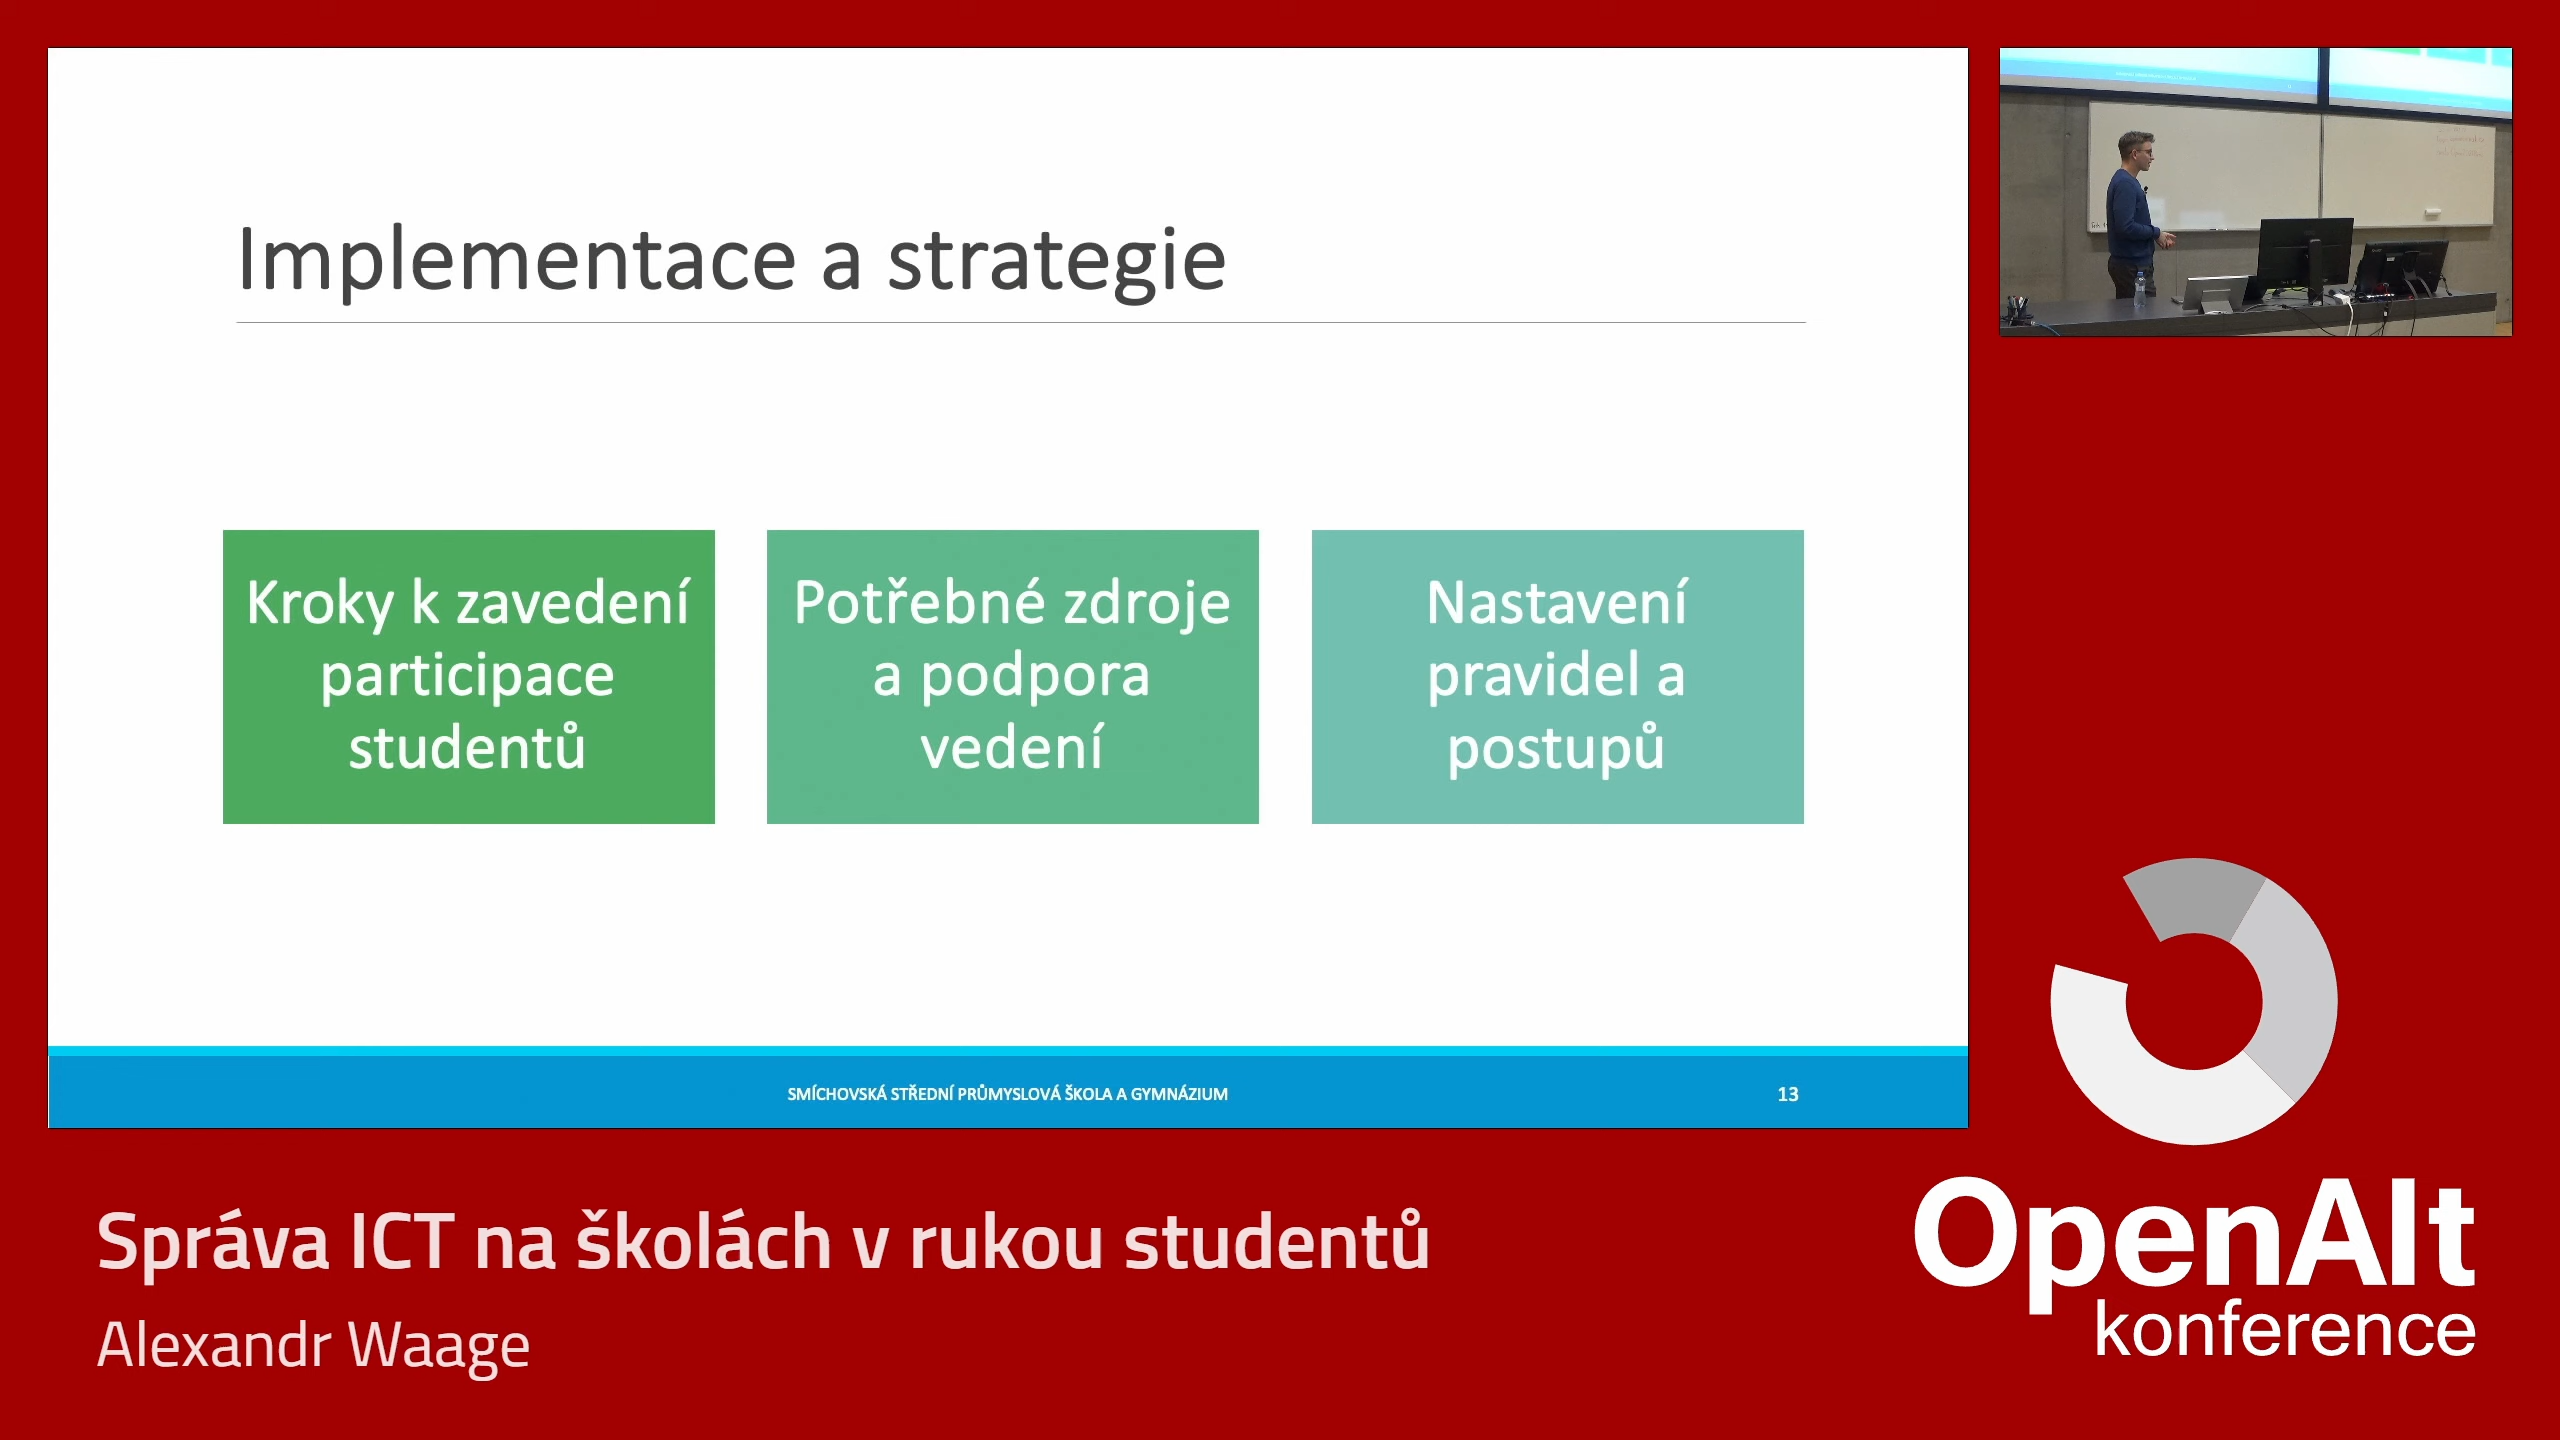 Implementace a strategie
Kroky k zavedení
participace
studentů
Potřebné zdroje
a podpora
vedení
Nastavení
pravidel a
postupů
SMÍCHOVSKÁ STŘEDNÍ PRŮMYSLOVÁ ŠKOLA A GYMNÁZIUM
13
Správa ICT na školách v rukou studentů
Alexandr Waage
OpenAlt
konference